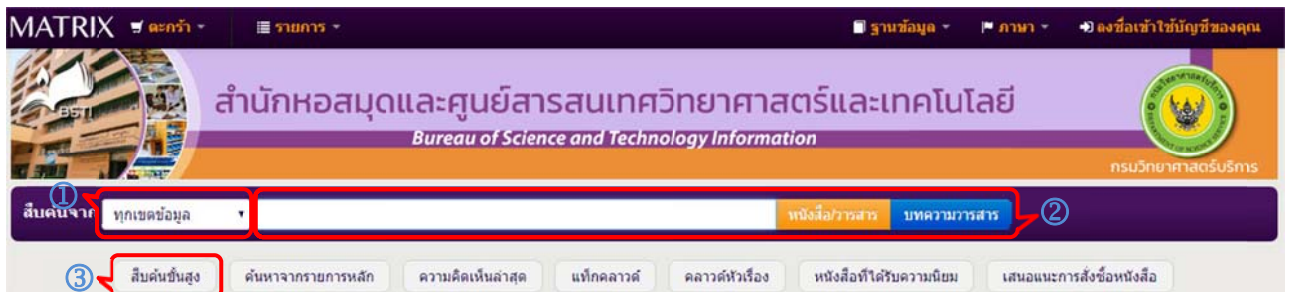 MATRIX ตะกร้า รายการ ฐานข้อมูล ภาษา ลงชื่อเข้าใช้บัญชีของคุณ
BSTI
สำนักหอสมุดและศูนย์สารสนเทศวิทยาศาสตร์และเทคโนโลยี
Bureau of Science and Technology Information
กรมวิทยาศาสตร์บริการ
① สืบค้นจาก ทุกเขตข้อมูล หนังสือ/วารสาร บทความวารสาร ②
③ สืบค้นขั้นสูง ค้นหาจากรายการหลัก ความคิดเห็นล่าสุด แท็กคลาวด์ คลาวด์หัวเรื่อง หนังสือที่ได้รับความนิยม เสนอแนะการสั่งซื้อหนังสือ